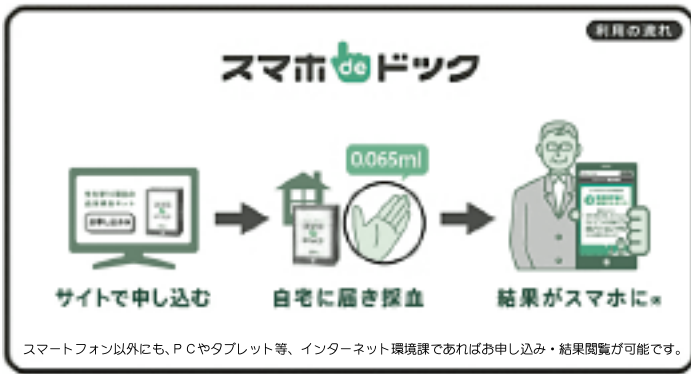 利用の流れ
スマホdeドック
0.065ml
サイトで申し込む
自宅に届き採血
結果がスマホに※
スマートフォン以外にも、PCやタブレット等、インターネット環境課であればお申し込み・結果閲覧が可能です。